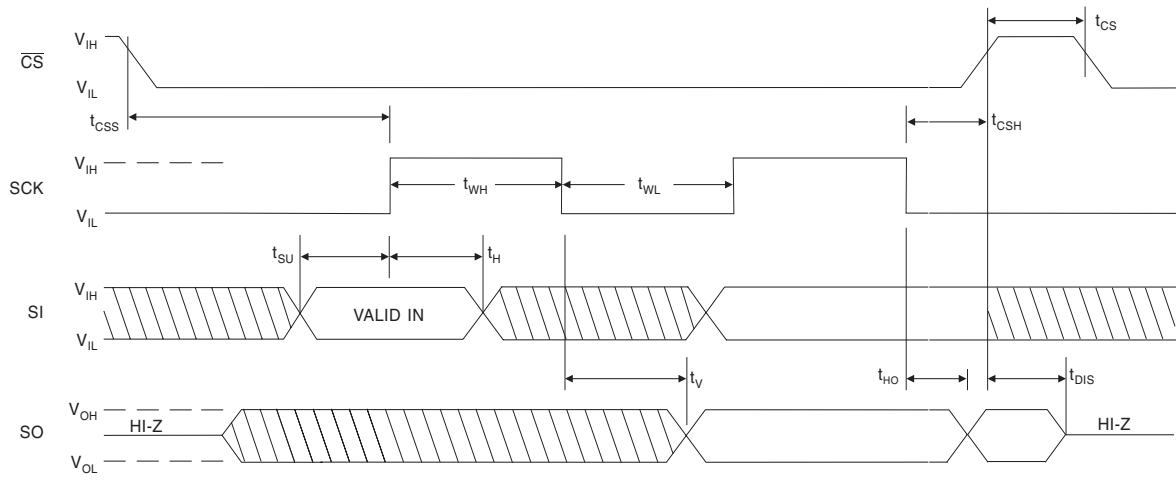 t_CS
V_IH
CS
V_IL
t_CSS
t_CSH
V_IH
SCK
t_WH
t_WL
V_IL
t_SU
t_H
V_IH
SI
VALID IN
V_IL
t_V
t_HO
t_DIS
V_OH
HI-Z
HI-Z
SO
V_OL